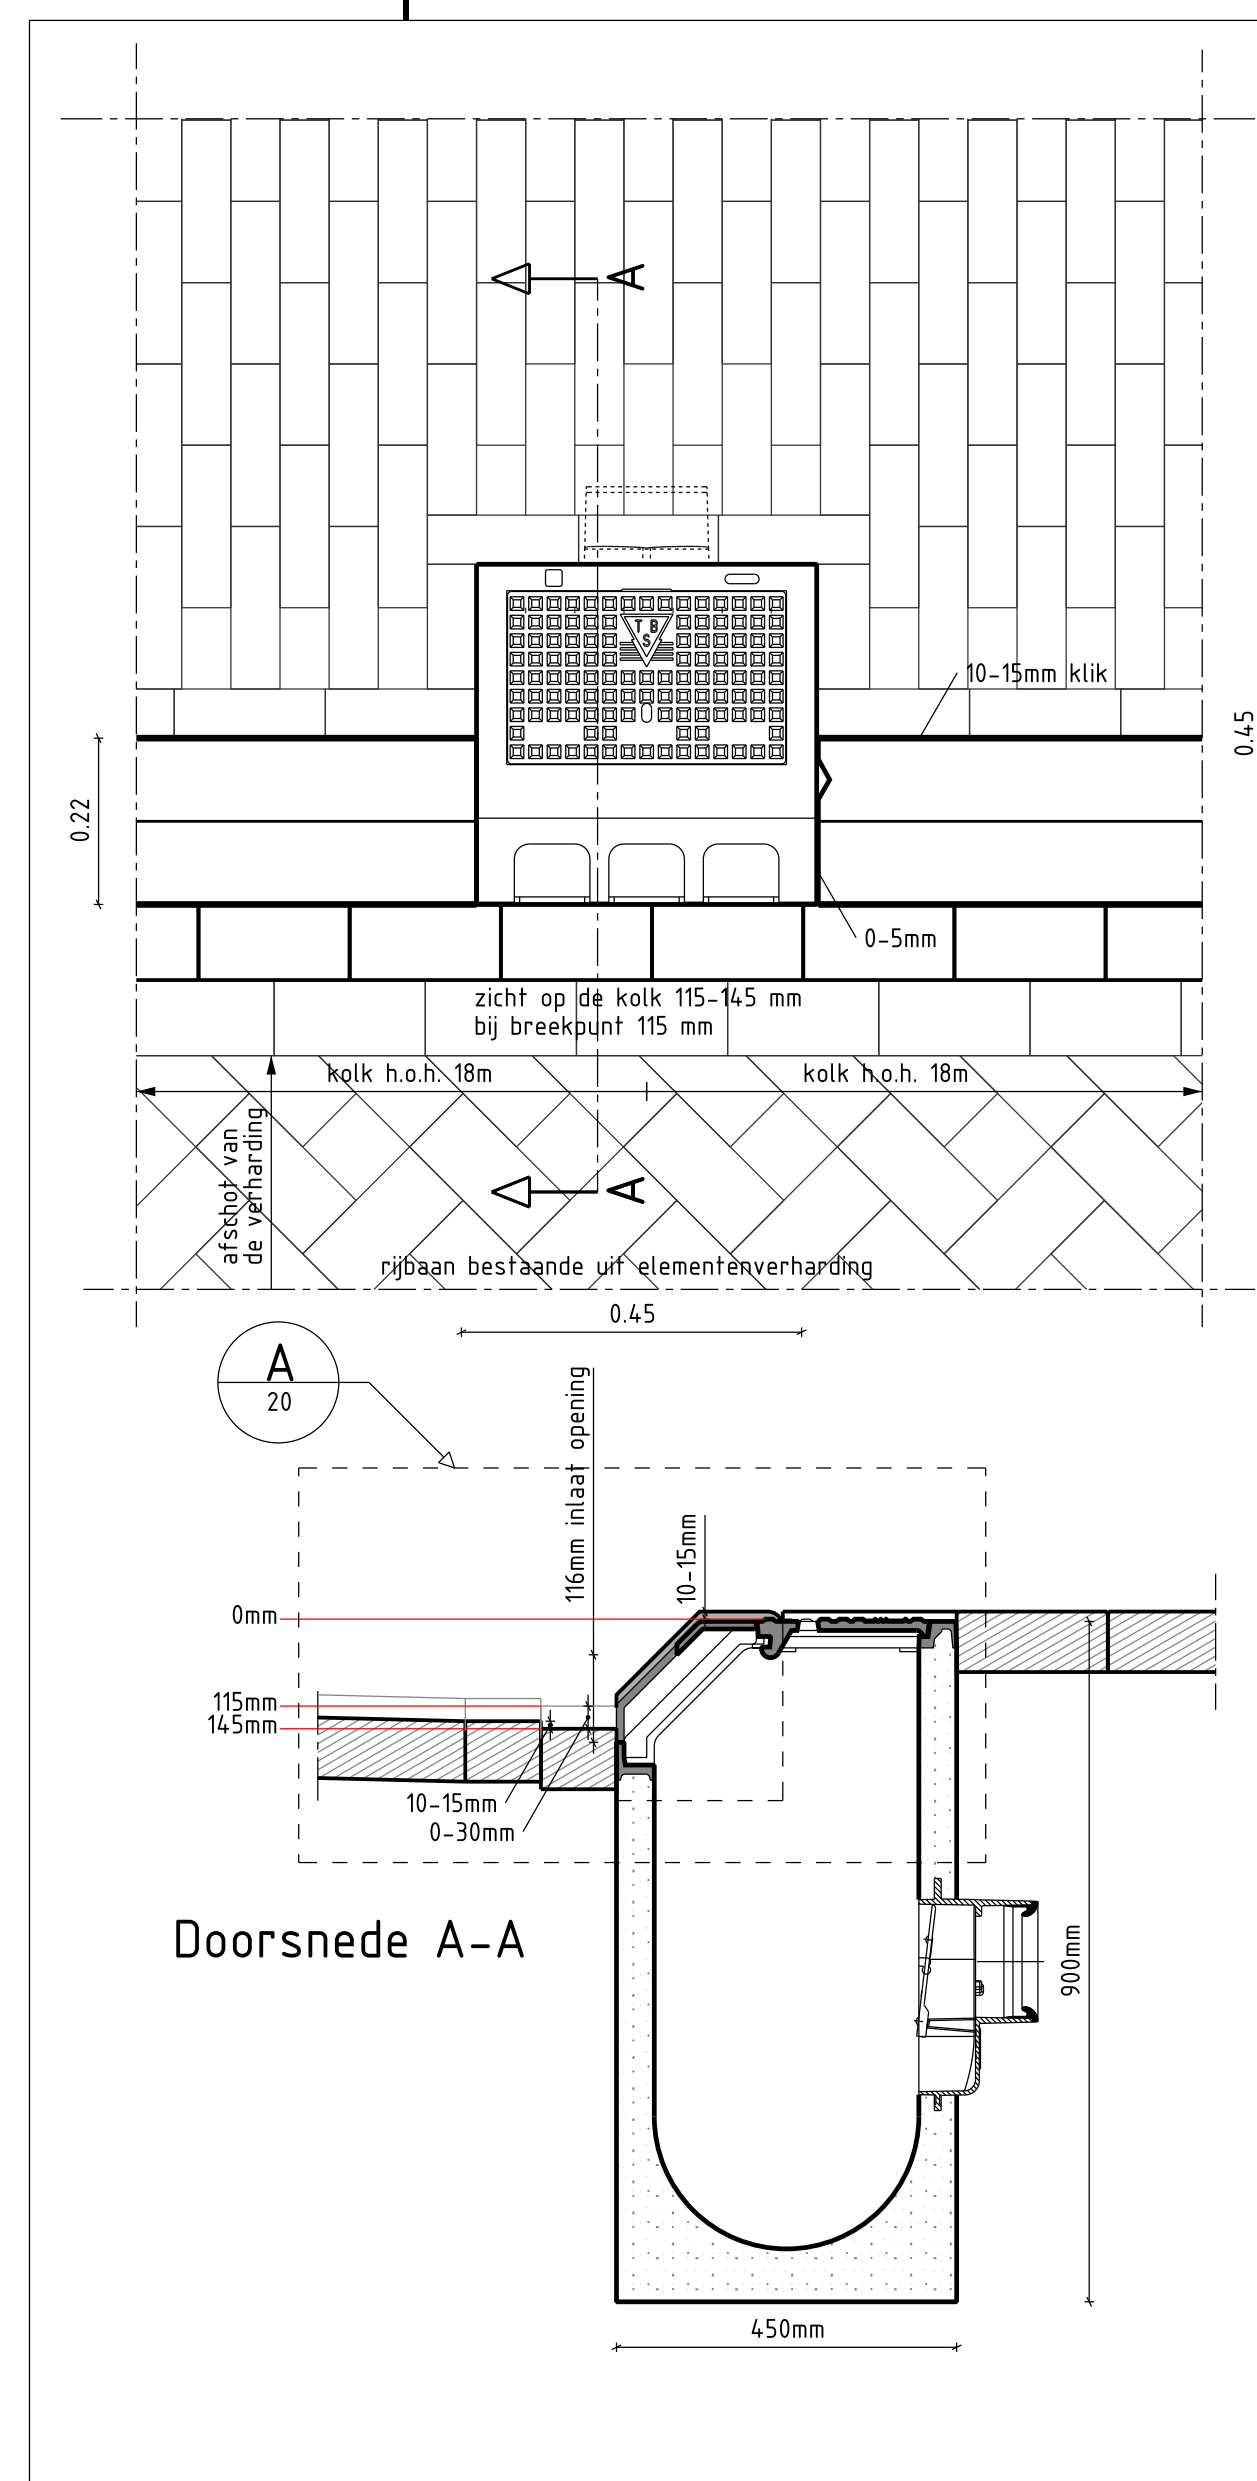 A
T B
S
10-15mm klik
0.45
0.22
0-5mm
zicht op de kolk 115-145 mm
bij breekpunt 115 mm
kolk h.o.h. 18m
kolk h.o.h. 18m
afschot van
de verharding
A
rijbaan bestaande uit elementenverharding
0.45
A
20
116mm inlaat opening
10-15mm
0mm
115mm
145mm
10-15mm
0-30mm
Doorsnede A-A
900mm
450mm